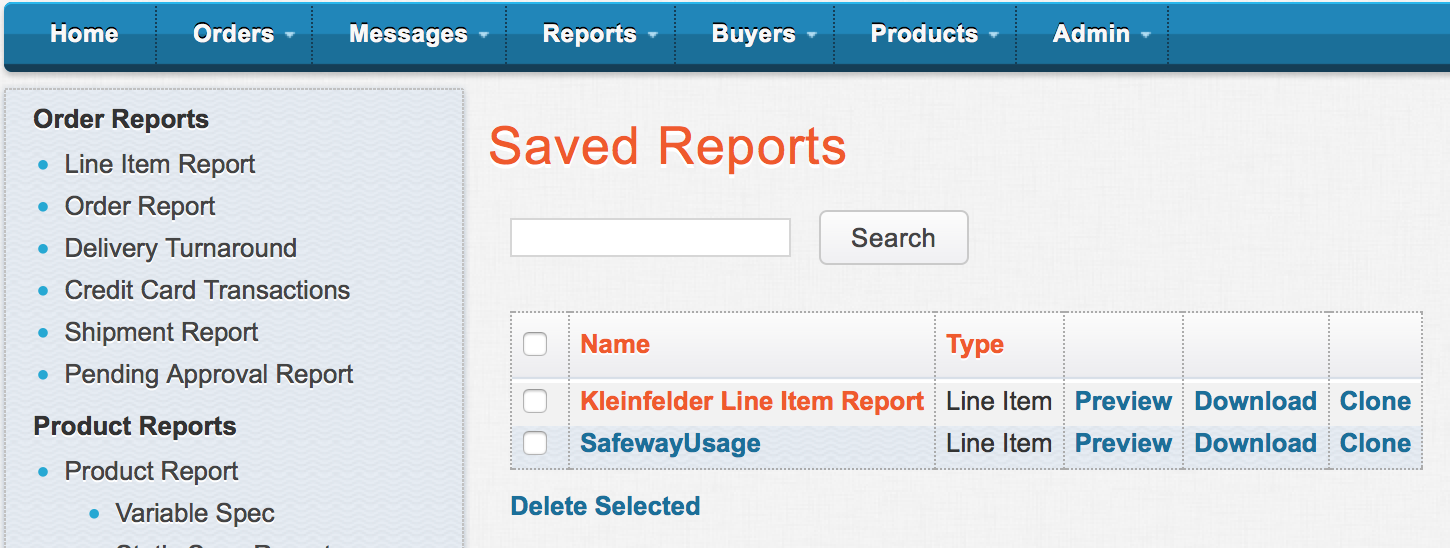 Home Orders Messages Reports Buyers Products Admin
Order Reports
Line Item Report
Order Report
Delivery Turnaround
Credit Card Transactions
Shipment Report
Pending Approval Report
Product Reports
Product Report
Variable Spec
Saved Reports
Search
Name Type
Kleinfelder Line Item Report Line Item Preview Download Clone
SafewayUsage Line Item Preview Download Clone
Delete Selected